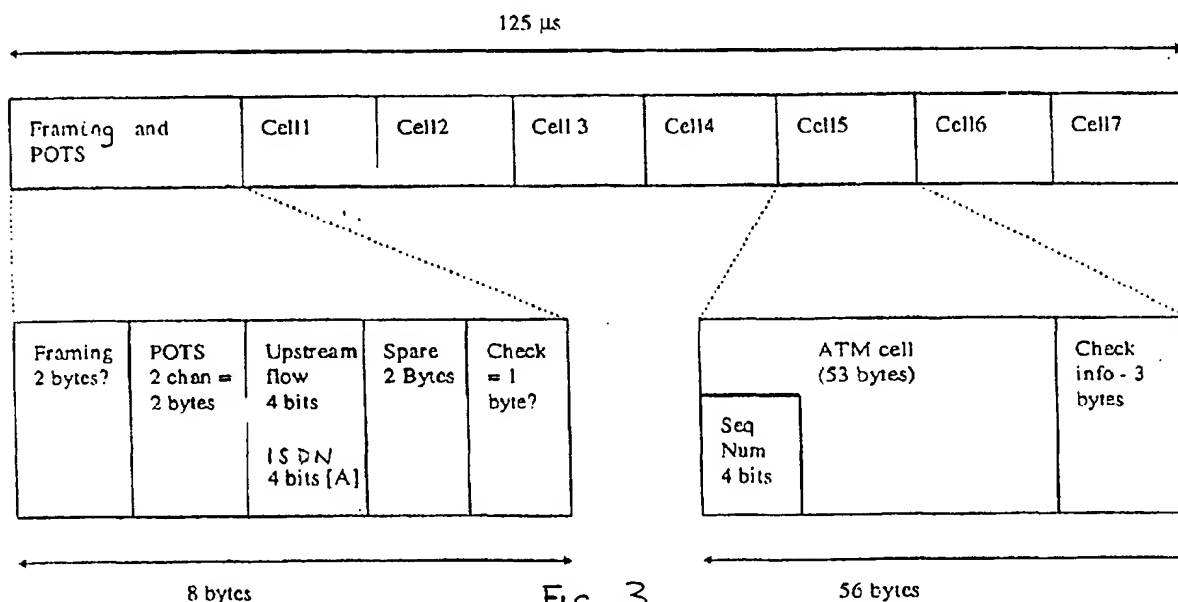 125 µs
Framing and
POTS
Cell1
Cell2
Cell 3
Cell4
Cell5
Cell6
Cell7
Framing
2 bytes?
POTS
2 chan =
2 bytes
Upstream
flow
4 bits
ISDN
4 bits [A]
Spare
2 Bytes
Check
= 1
byte?
ATM cell
(53 bytes)
Seq
Num
4 bits
Check
info - 3
bytes
8 bytes
FIG. 3
56 bytes